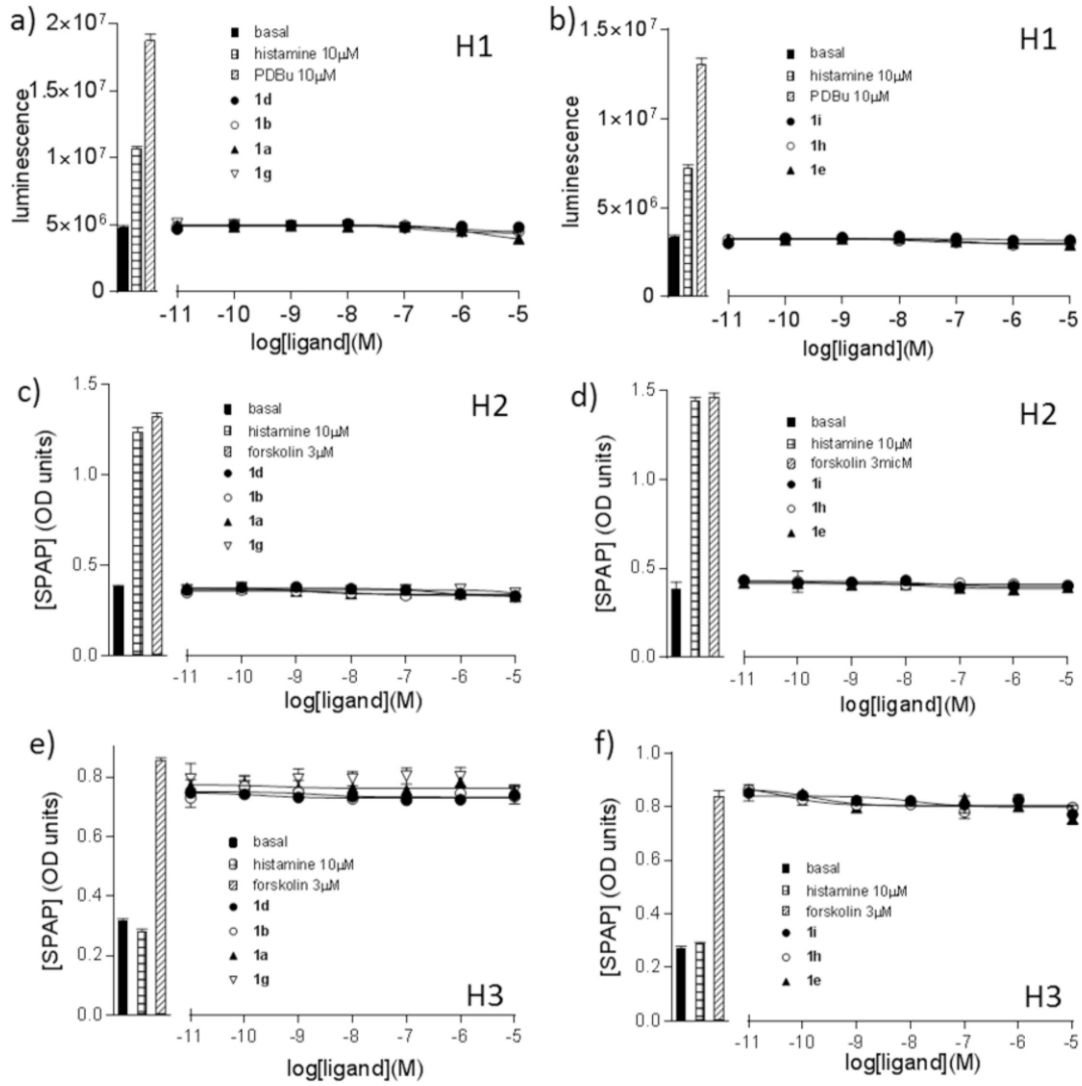 a)
H1
luminescence
2×10⁷
2×10⁷
1×10⁷
5×10⁶
0
basal
histamine 10µM
PDBu 10µM
1d
1b
1a
1g
-11 -10 -9 -8 -7 -6 -5
log[ligand](M)
b)
H1
luminescence
1.5×10⁷
1×10⁷
5×10⁶
0
basal
histamine 10µM
PDBu 10µM
1i
1h
1e
-11 -10 -9 -8 -7 -6 -5
log[ligand](M)
c)
H2
[SPAP] (OD units)
1.5
1.0
0.5
0.0
basal
histamine 10µM
forskolin 3µM
1d
1b
1a
1g
-11 -10 -9 -8 -7 -6 -5
log[ligand](M)
d)
H2
[SPAP] (OD units)
1.5
1.0
0.5
0.0
basal
histamine 10µM
forskolin 3micM
1i
1h
1e
-11 -10 -9 -8 -7 -6 -5
log[ligand](M)
e)
[SPAP] (OD units)
0.8
0.6
0.4
0.2
0.0
basal
histamine 10µM
forskolin 3µM
1d
1b
1a
1g
H3
-11 -10 -9 -8 -7 -6 -5
log[ligand](M)
f)
[SPAP] (OD units)
1.0
0.8
0.6
0.4
0.2
0.0
basal
histamine 10µM
forskolin 3µM
1i
1h
1e
H3
-11 -10 -9 -8 -7 -6 -5
log[ligand](M)